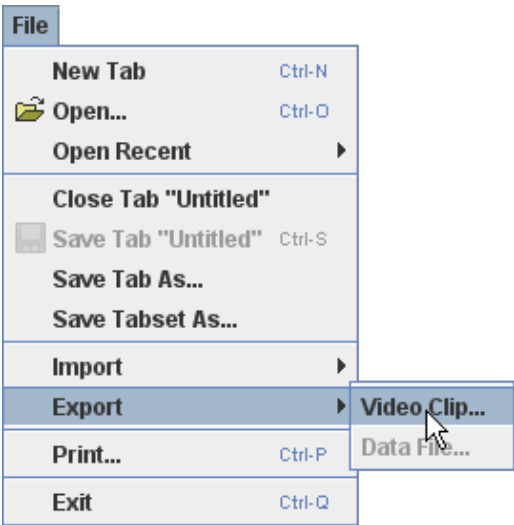 File
New Tab Ctrl-N
Open... Ctrl-O
Open Recent
Close Tab "Untitled"
Save Tab "Untitled" Ctrl-S
Save Tab As...
Save Tabset As...
Import
Export
Video Clip...
Data File...
Print... Ctrl-P
Exit Ctrl-Q